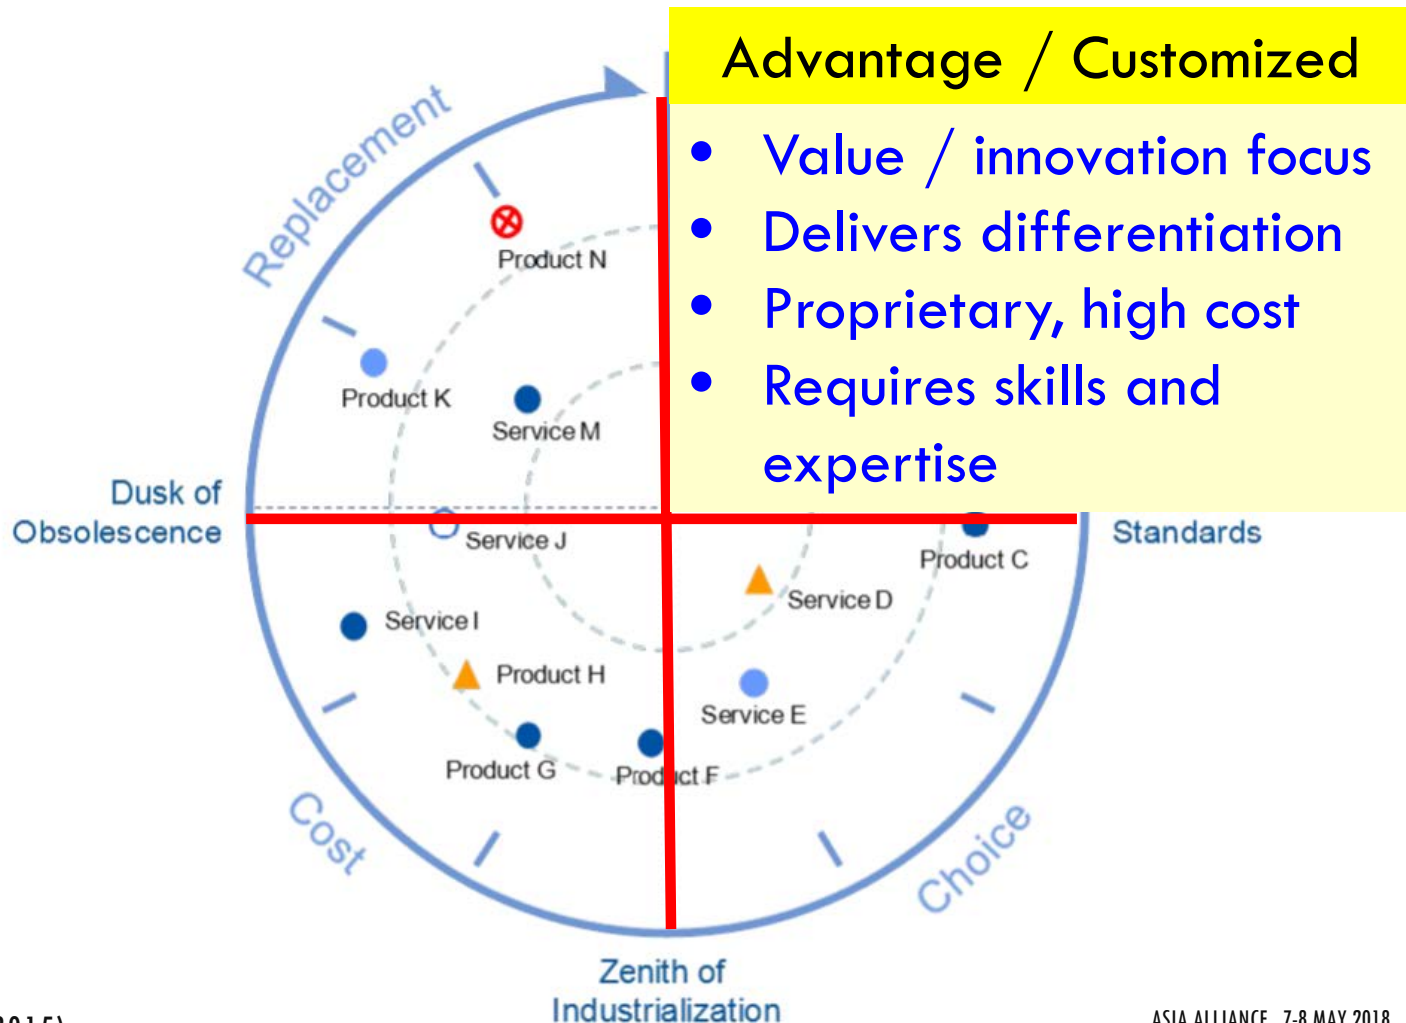 Advantage / Customized
• Value / innovation focus
• Delivers differentiation
• Proprietary, high cost
• Requires skills and
expertise
Replacement
Product N
Product K
Service M
Dusk of
Obsolescence
Service J
Standards
Product C
Service D
Service I
Product H
Service E
Product G
Product F
Cost
Choice
Zenith of
Industrialization
ASIA ALLIANCE 7-8 MAY 2018